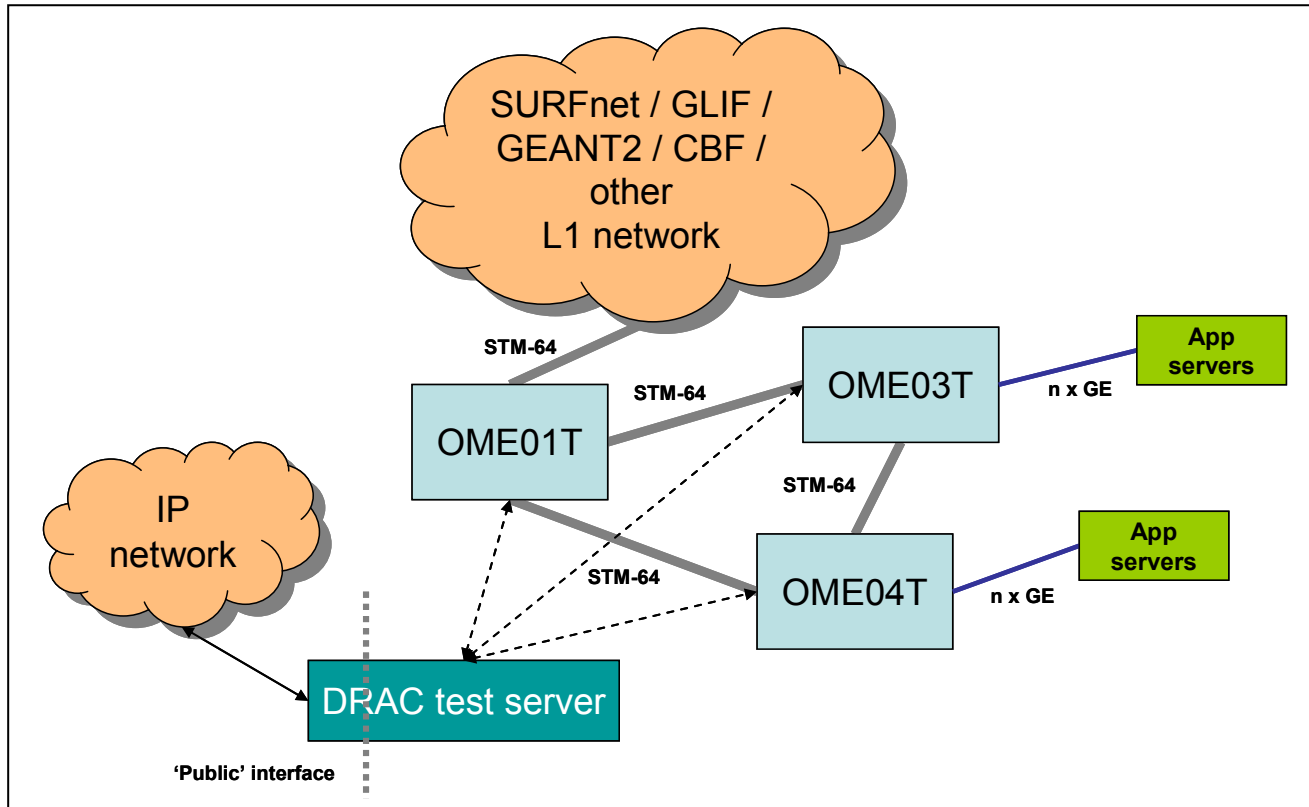 SURFnet / GLIF /
GEANT2 / CBF /
other
L1 network
STM-64
OME03T
App
servers
n x GE
STM-64
OME01T
STM-64
IP
network
STM-64
OME04T
App
servers
n x GE
DRAC test server
‘Public’ interface